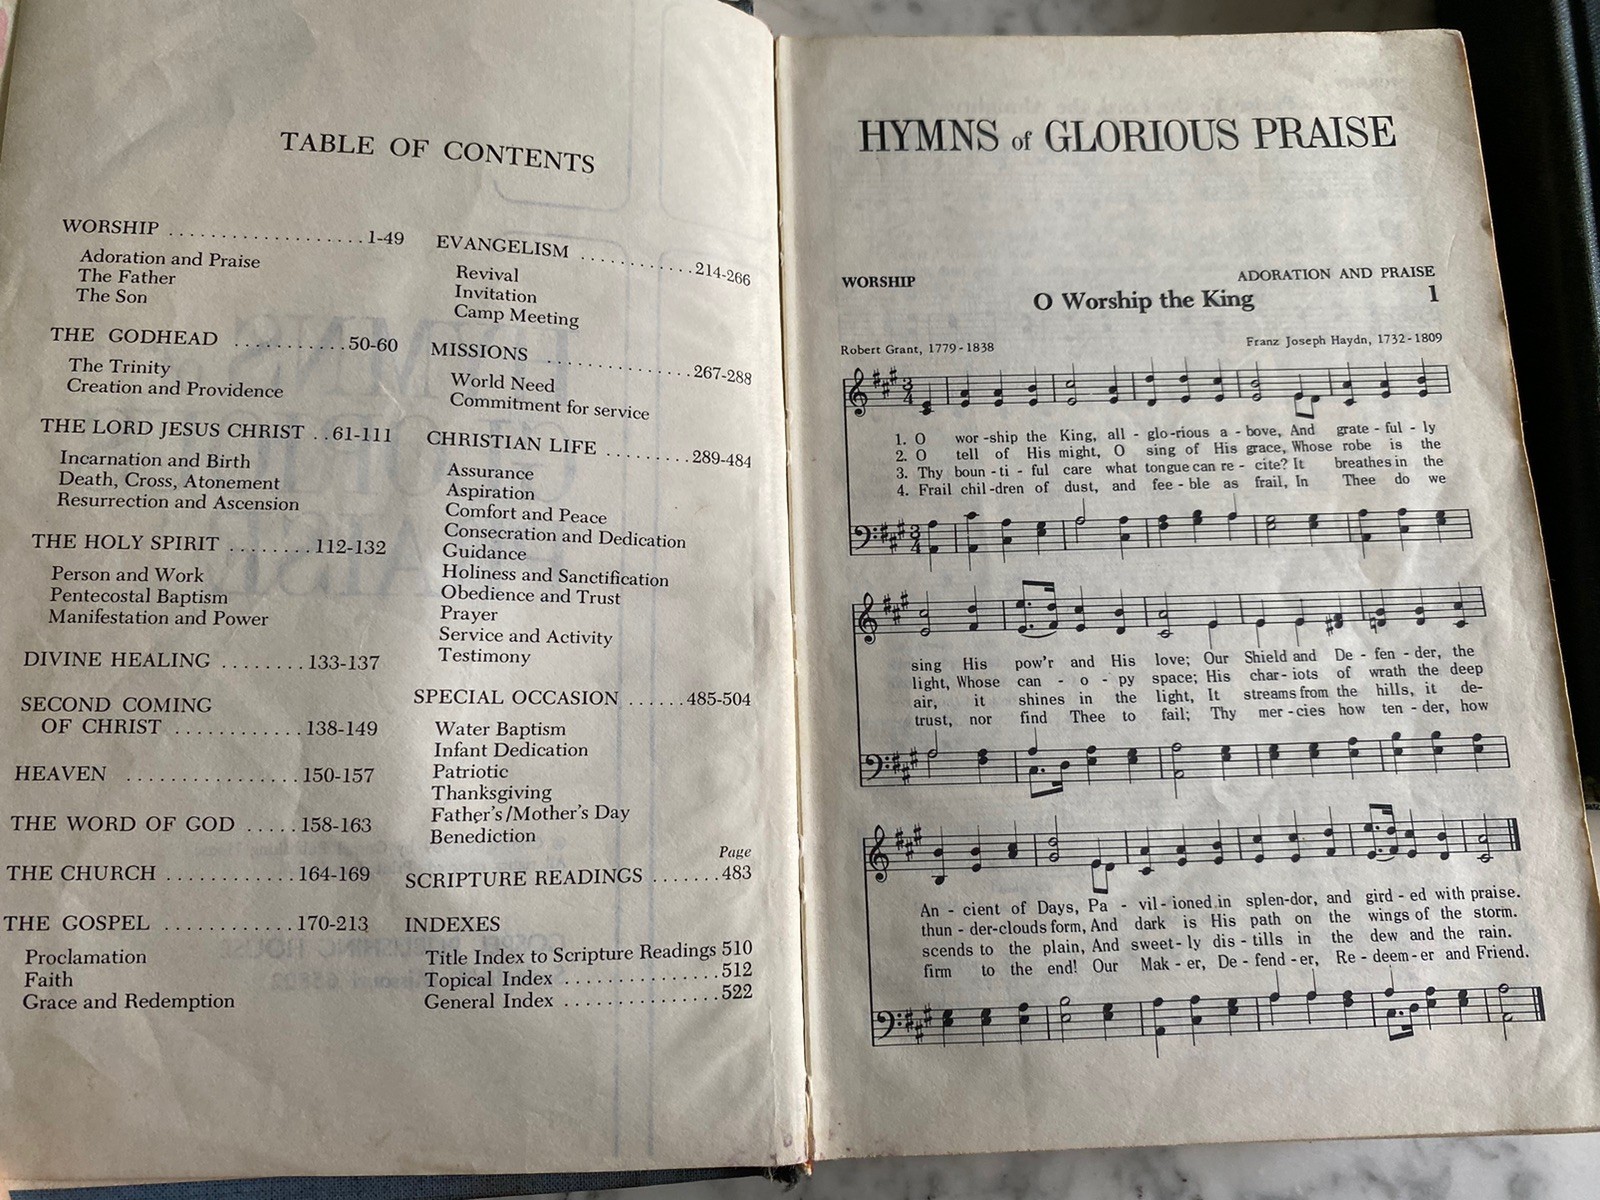 TABLE OF CONTENTS
WORSHIP ...................1-49
Adoration and Praise
The Father
The Son
THE GODHEAD ...........50-60
The Trinity
Creation and Providence
THE LORD JESUS CHRIST ..61-111
Incarnation and Birth
Death, Cross, Atonement
Resurrection and Ascension
THE HOLY SPIRIT ........112-132
Person and Work
Pentecostal Baptism
Manifestation and Power
DIVINE HEALING ........133-137
SECOND COMING
OF CHRIST ............138-149
HEAVEN ................150-157
THE WORD OF GOD .....158-163
THE CHURCH ............164-169
THE GOSPEL ............170-213
Proclamation
Faith
Grace and Redemption
EVANGELISM ............214-266
Revival
Invitation
Camp Meeting
MISSIONS ..............267-288
World Need
Commitment for service
CHRISTIAN LIFE .........289-484
Assurance
Aspiration
Comfort and Peace
Consecration and Dedication
Guidance
Holiness and Sanctification
Obedience and Trust
Prayer
Service and Activity
Testimony
SPECIAL OCCASION ......485-504
Water Baptism
Infant Dedication
Patriotic
Thanksgiving
Father's/Mother's Day
Benediction
Page
SCRIPTURE READINGS .......483
INDEXES
Title Index to Scripture Readings 510
Topical Index ...............512
General Index ...............522
HYMNS of GLORIOUS PRAISE
WORSHIP ADORATION AND PRAISE
O Worship the King 1
Robert Grant, 1779-1838 Franz Joseph Haydn, 1732-1809
1. O wor-ship the King, all - glo-rious a - bove, And grate - ful - ly
2. O tell of His might, O sing of His grace, Whose robe is the
3. Thy boun - ti - ful care what tongue can re - cite? It breathes in the
4. Frail chil-dren of dust, and fee - ble as frail, In Thee do we
sing His pow'r and His love; Our Shield and De - fen - der, the
light, Whose can - o - py space; His char - iots of wrath the deep
air, it shines in the light, It streams from the hills, it de-
trust, nor find Thee to fail; Thy mer - cies how ten - der, how
An - cient of Days, Pa - vil - ioned in splen-dor, and gird - ed with praise.
thun - der-clouds form, And dark is His path on the wings of the storm.
scends to the plain, And sweet - ly dis - tills in the dew and the rain.
firm to the end! Our Mak - er, De - fend - er, Re - deem - er and Friend.